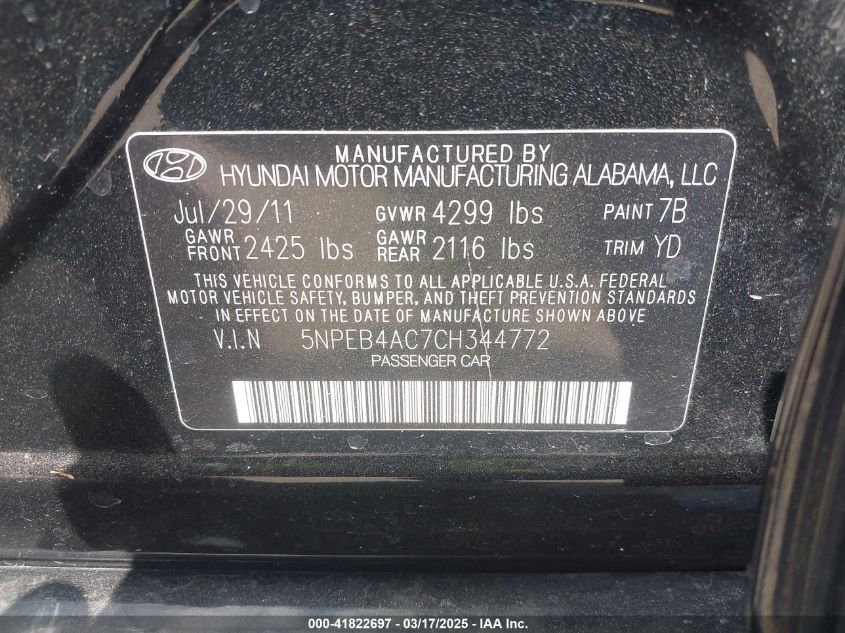 MANUFACTURED BY
HYUNDAI MOTOR MANUFACTURING ALABAMA, LLC
Jul/29/11 GVWR 4299 lbs PAINT 7B
GAWR FRONT 2425 lbs GAWR REAR 2116 lbs TRIM YD
THIS VEHICLE CONFORMS TO ALL APPLICABLE U.S.A. FEDERAL
MOTOR VEHICLE SAFETY, BUMPER, AND THEFT PREVENTION STANDARDS
IN EFFECT ON THE DATE OF MANUFACTURE SHOWN ABOVE.
V.I.N 5NPEB4AC7CH344772
PASSENGER CAR
000-41822697 - 03/17/2025 - IAA Inc.